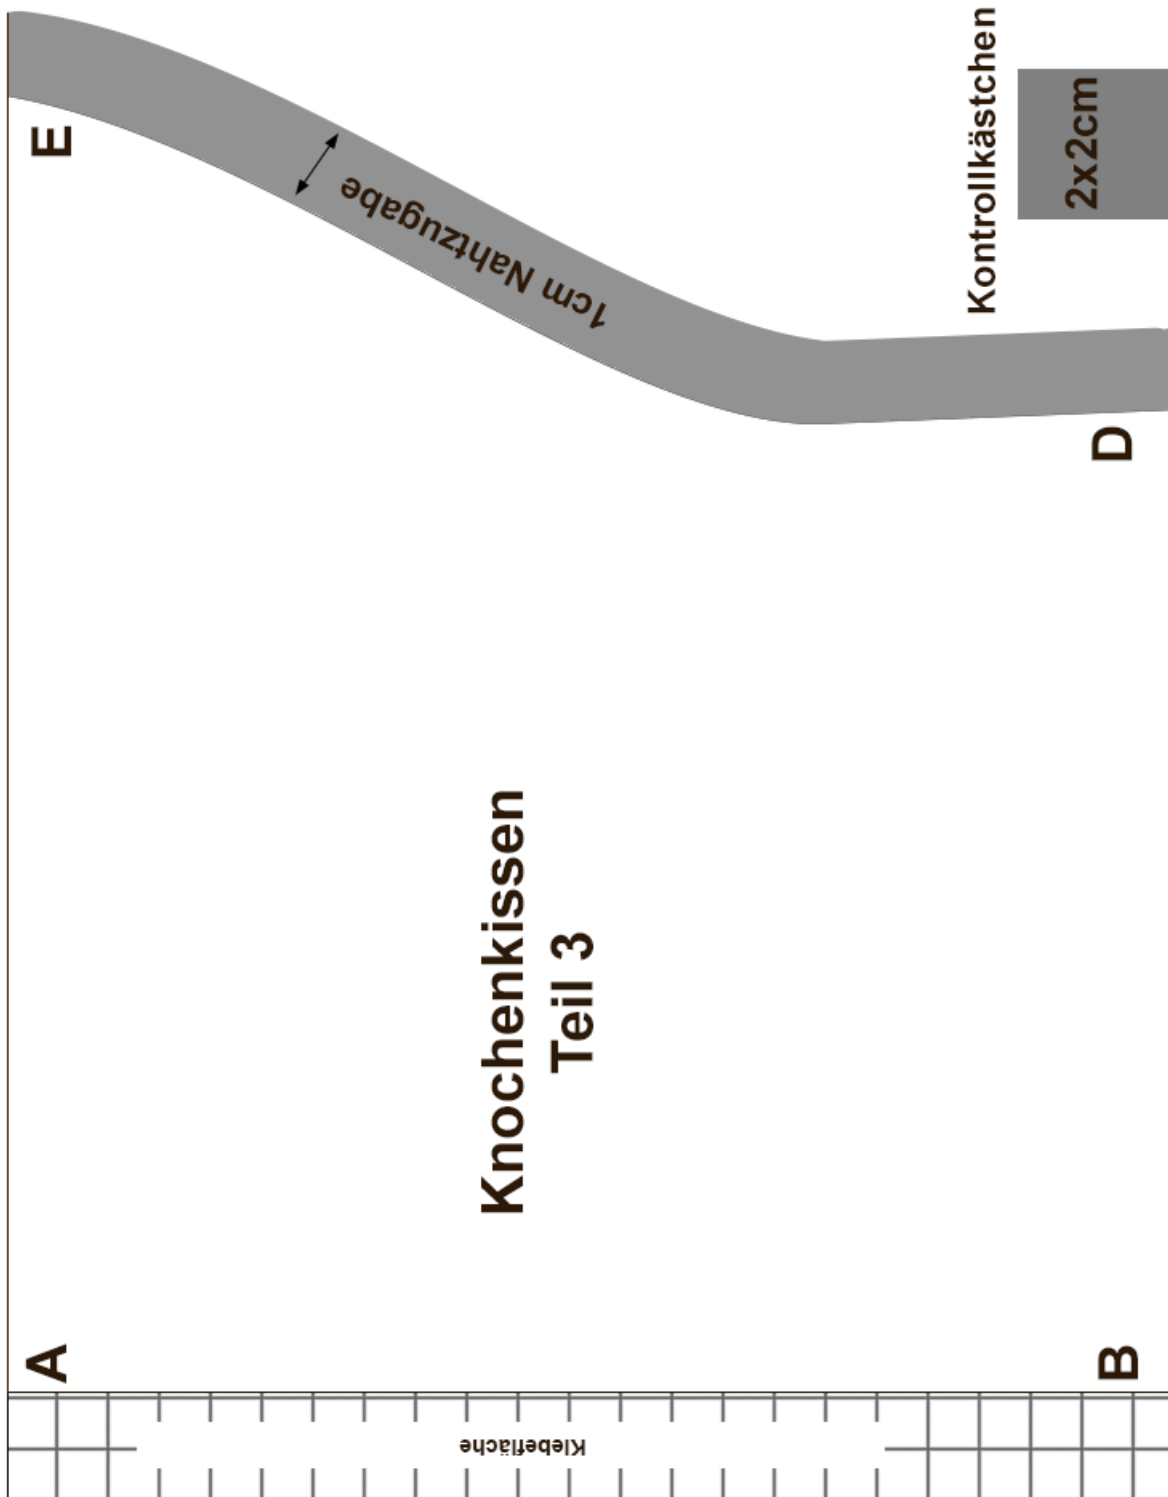 Kontrollkästchen
2x2cm
E
1cm Nahtzugabe
D
Knochenkissen
Teil 3
A
B
Klebefläche